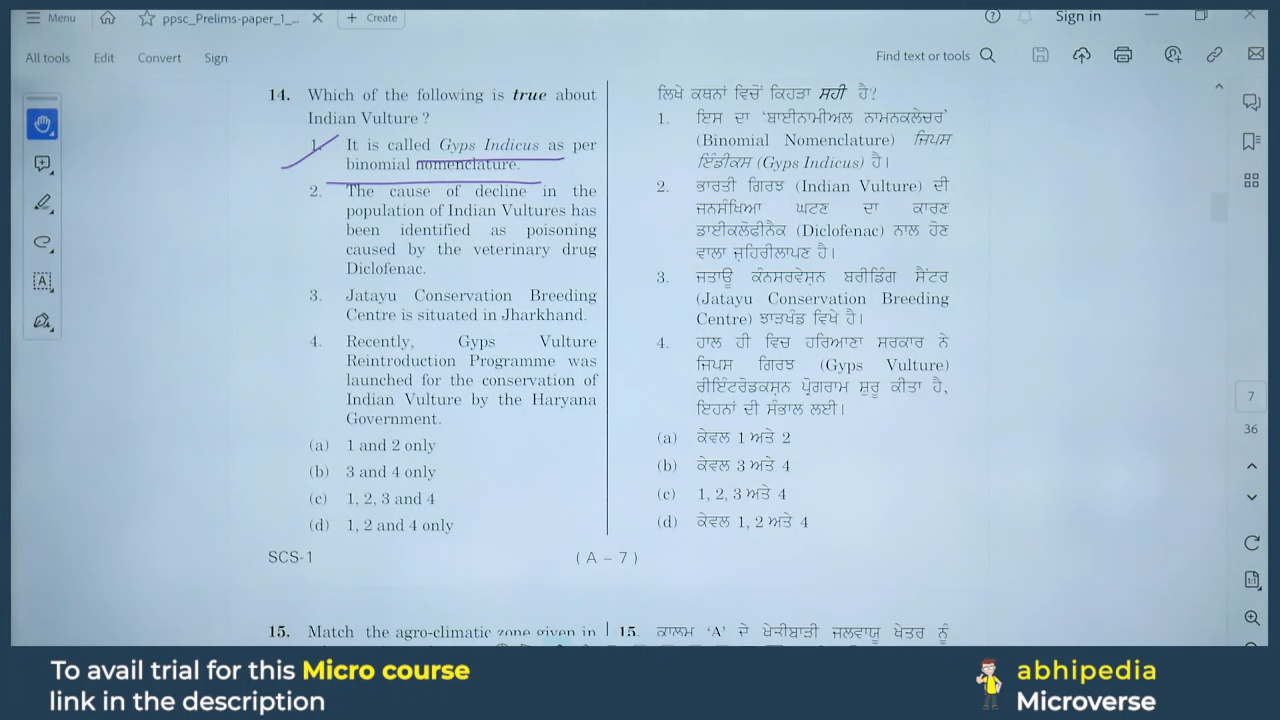 Menu
ppsc_Prelims-paper_1_...
Create
Sign in
All tools
Edit
Convert
Sign
Find text or tools
14. Which of the following is true about
Indian Vulture ?
1. It is called Gyps Indicus as per
binomial nomenclature.
2. The cause of decline in the
population of Indian Vultures has
been identified as poisoning
caused by the veterinary drug
Diclofenac.
3. Jatayu Conservation Breeding
Centre is situated in Jharkhand.
4. Recently, Gyps Vulture
Reintroduction Programme was
launched for the conservation of
Indian Vulture by the Haryana
Government.
(a) 1 and 2 only
(b) 3 and 4 only
(c) 1, 2, 3 and 4
(d) 1, 2 and 4 only
SCS-1
( A – 7 )
ਲਿਖੇ ਕਥਨਾਂ ਵਿਚੋਂ ਕਿਹੜਾ ਸਹੀ ਹੈ?
1. ਇਸ ਦਾ ‘ਬਾਈਨਾਮੀਅਲ ਨਾਮਨਕਲੇਚਰ’
(Binomial Nomenclature) ਜਿਪਸ
ਇੰਡੀਕਸ (Gyps Indicus) ਹੈ।
2. ਭਾਰਤੀ ਗਿਰਝ (Indian Vulture) ਦੀ
ਜਨਸੰਖਿਆ ਘਟਣ ਦਾ ਕਾਰਣ
ਡਾਈਕਲੋਫੀਨੈਕ (Diclofenac) ਨਾਲ ਹੋਣ
ਵਾਲਾ ਜ਼ਹਿਰੀਲਾਪਣ ਹੈ।
3. ਜਤਾਊ ਕੰਨਸਰਵੇਸ਼ਨ ਬਰੀਡਿੰਗ ਸੈਂਟਰ
(Jatayu Conservation Breeding
Centre) ਝਾੜਖੰਡ ਵਿਖੇ ਹੈ।
4. ਹਾਲ ਹੀ ਵਿਚ ਹਰਿਆਣਾ ਸਰਕਾਰ ਨੇ
ਜਿਪਸ ਗਿਰਝ (Gyps Vulture)
ਰੀਇੰਟਰੋਡਕਸ਼ਨ ਪ੍ਰੋਗਰਾਮ ਸ਼ੁਰੂ ਕੀਤਾ ਹੈ,
ਇਹਨਾਂ ਦੀ ਸੰਭਾਲ ਲਈ।
(a) ਕੇਵਲ 1 ਅਤੇ 2
(b) ਕੇਵਲ 3 ਅਤੇ 4
(c) 1, 2, 3 ਅਤੇ 4
(d) ਕੇਵਲ 1, 2 ਅਤੇ 4
7
36
15. Match the agro-climatic zone given in
15. ਕਾਲਮ ‘A’ ਦੇ ਖੇਤੀਬਾੜੀ ਜਲਵਾਯੂ ਖੇਤਰ ਨੂੰ
To avail trial for this Micro course
link in the description
abhipedia
Microverse